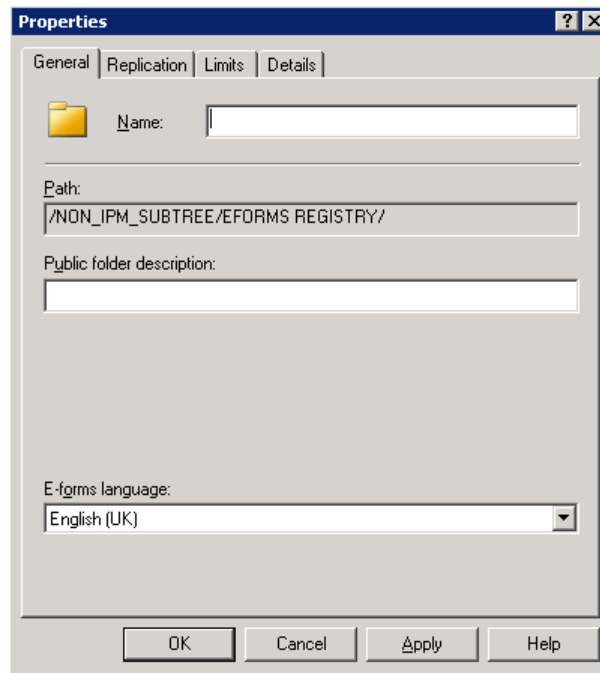 Properties
General Replication Limits Details
Name:
Path:
/NON_IPM_SUBTREE/EFORMS REGISTRY/
Public folder description:
E-forms language:
English (UK)
OK Cancel Apply Help